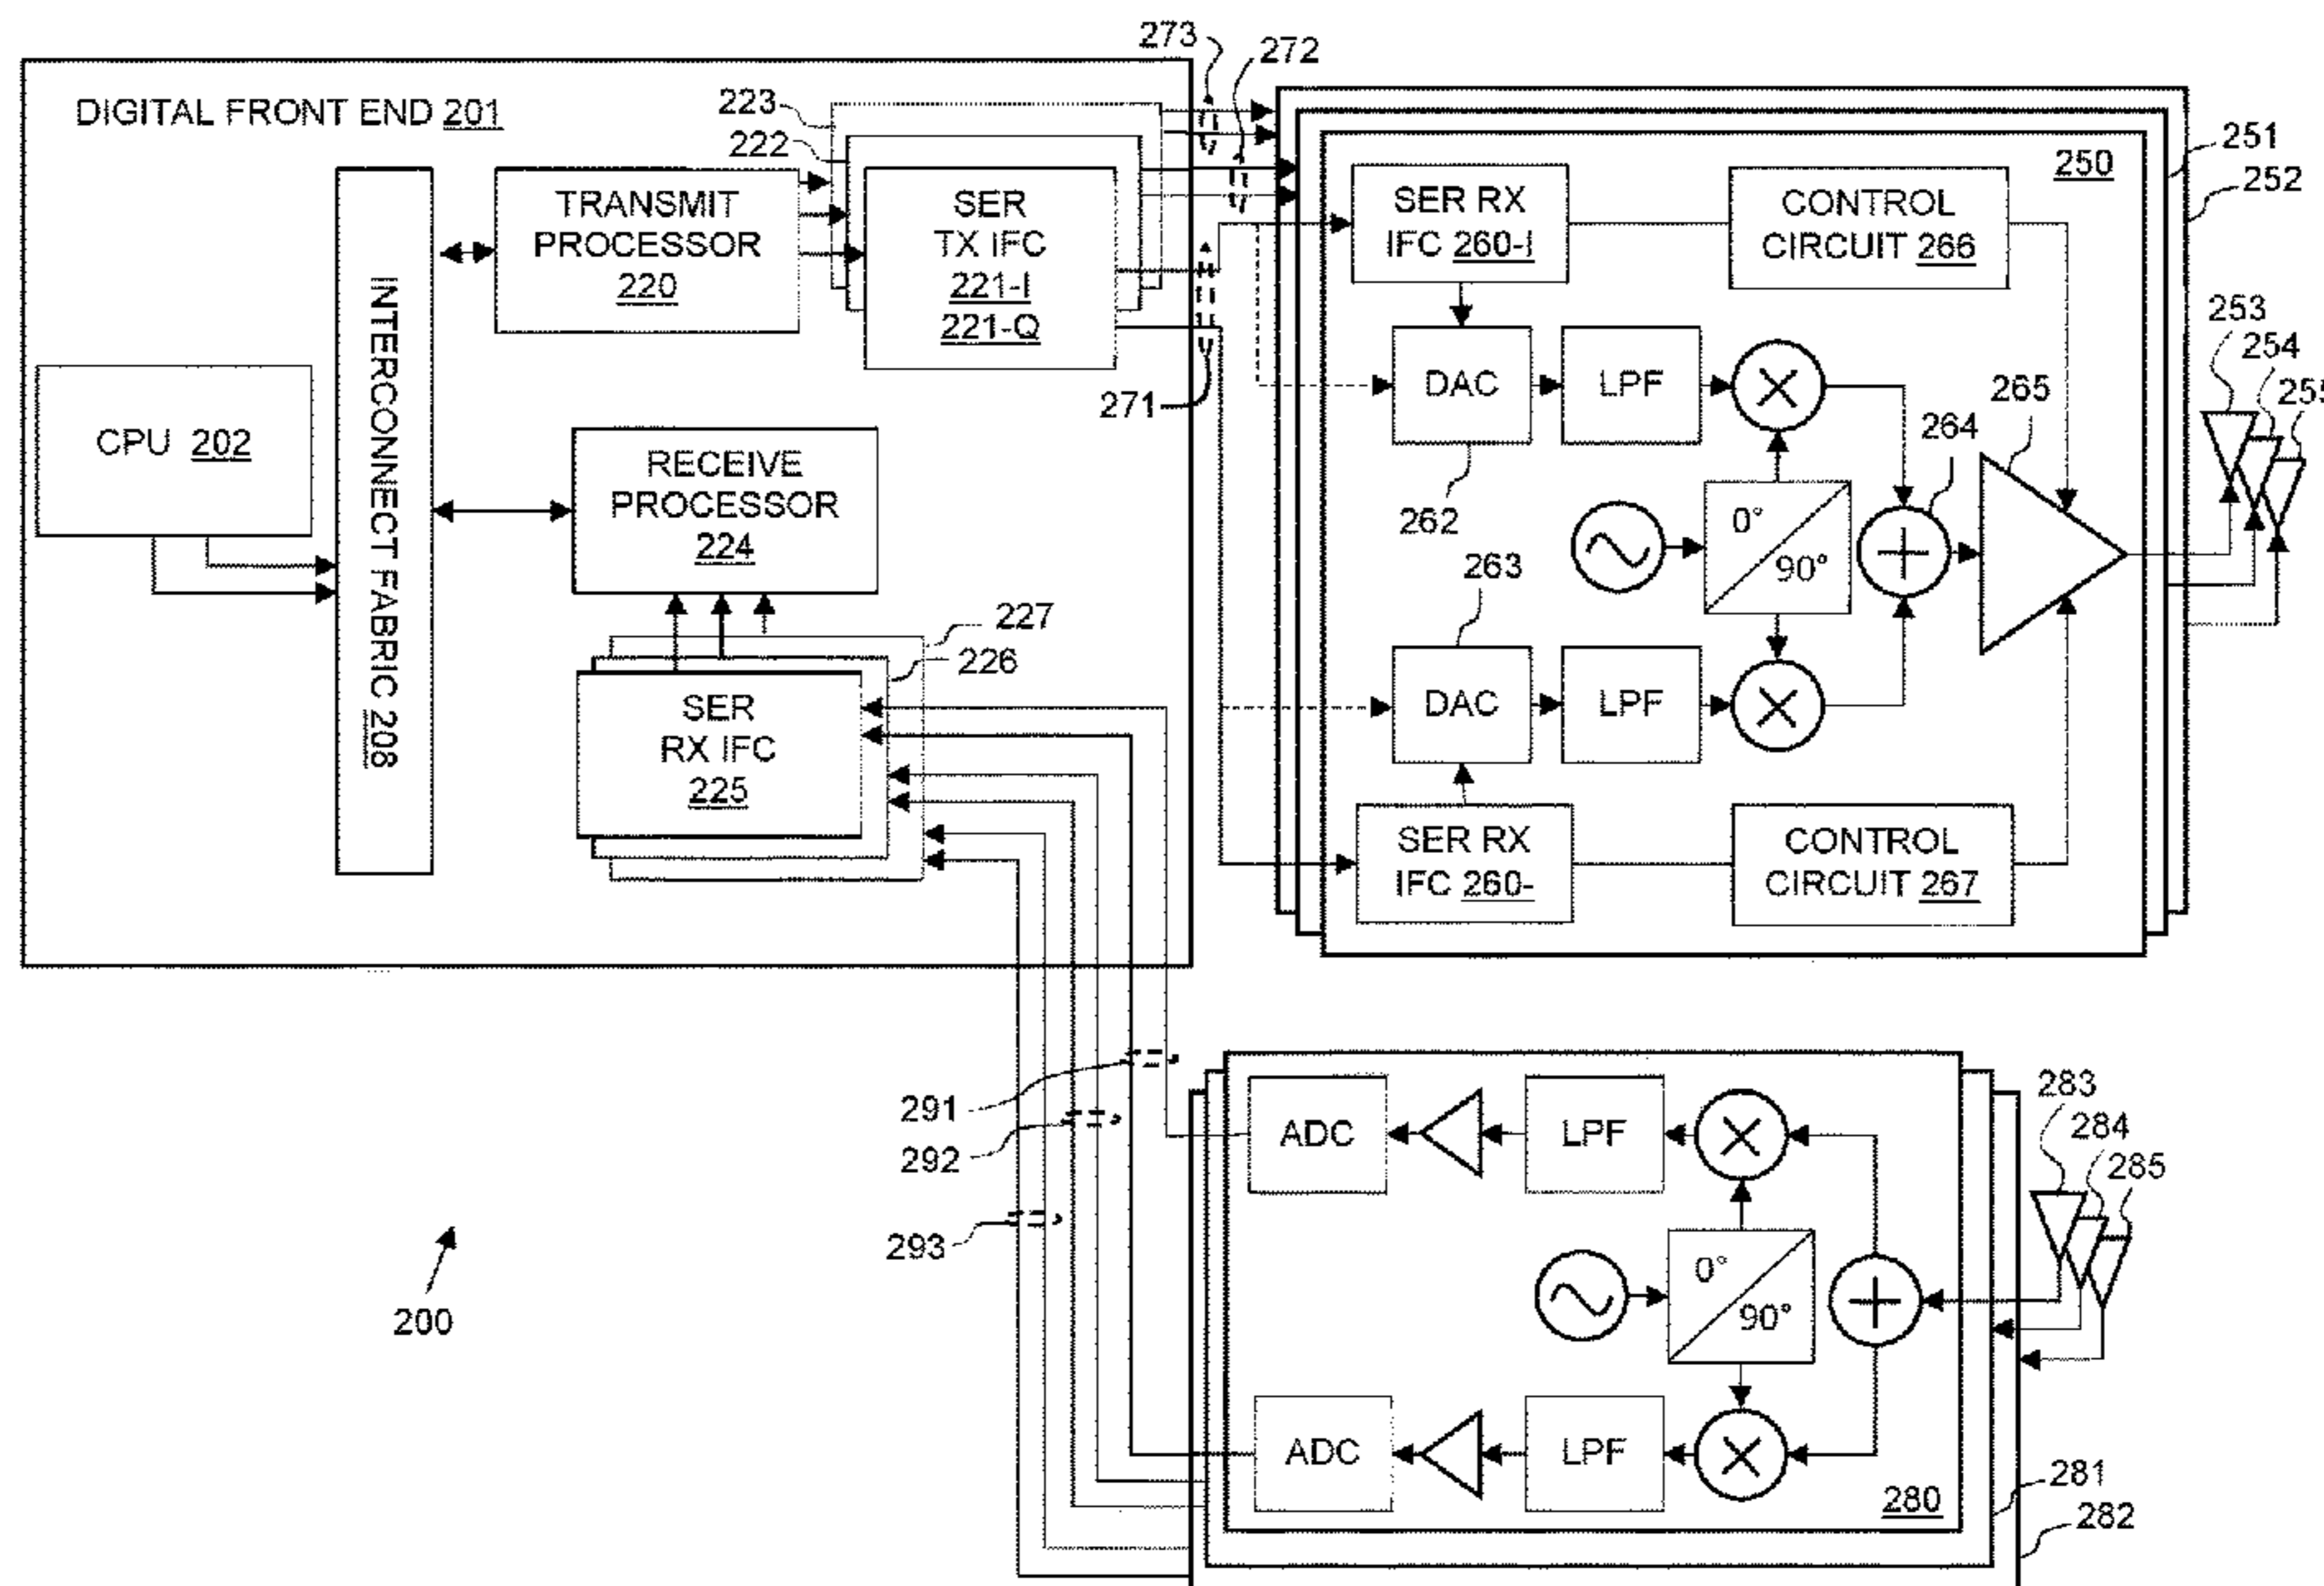 DIGITAL FRONT END 201
CPU 202
INTERCONNECT FABRIC 208
TRANSMIT
PROCESSOR
220
223
222
SER
TX IFC
221-I
221-Q
RECEIVE
PROCESSOR
224
227
226
SER
RX IFC
225
273
272
271
250
251
252
SER RX
IFC 260-I
CONTROL
CIRCUIT 266
DAC
LPF
262
0°
90°
264
265
263
DAC
LPF
SER RX
IFC 260-
CONTROL
CIRCUIT 267
253
254
255
291
292
293
ADC
LPF
0°
90°
ADC
LPF
280
281
282
283
284
285
200